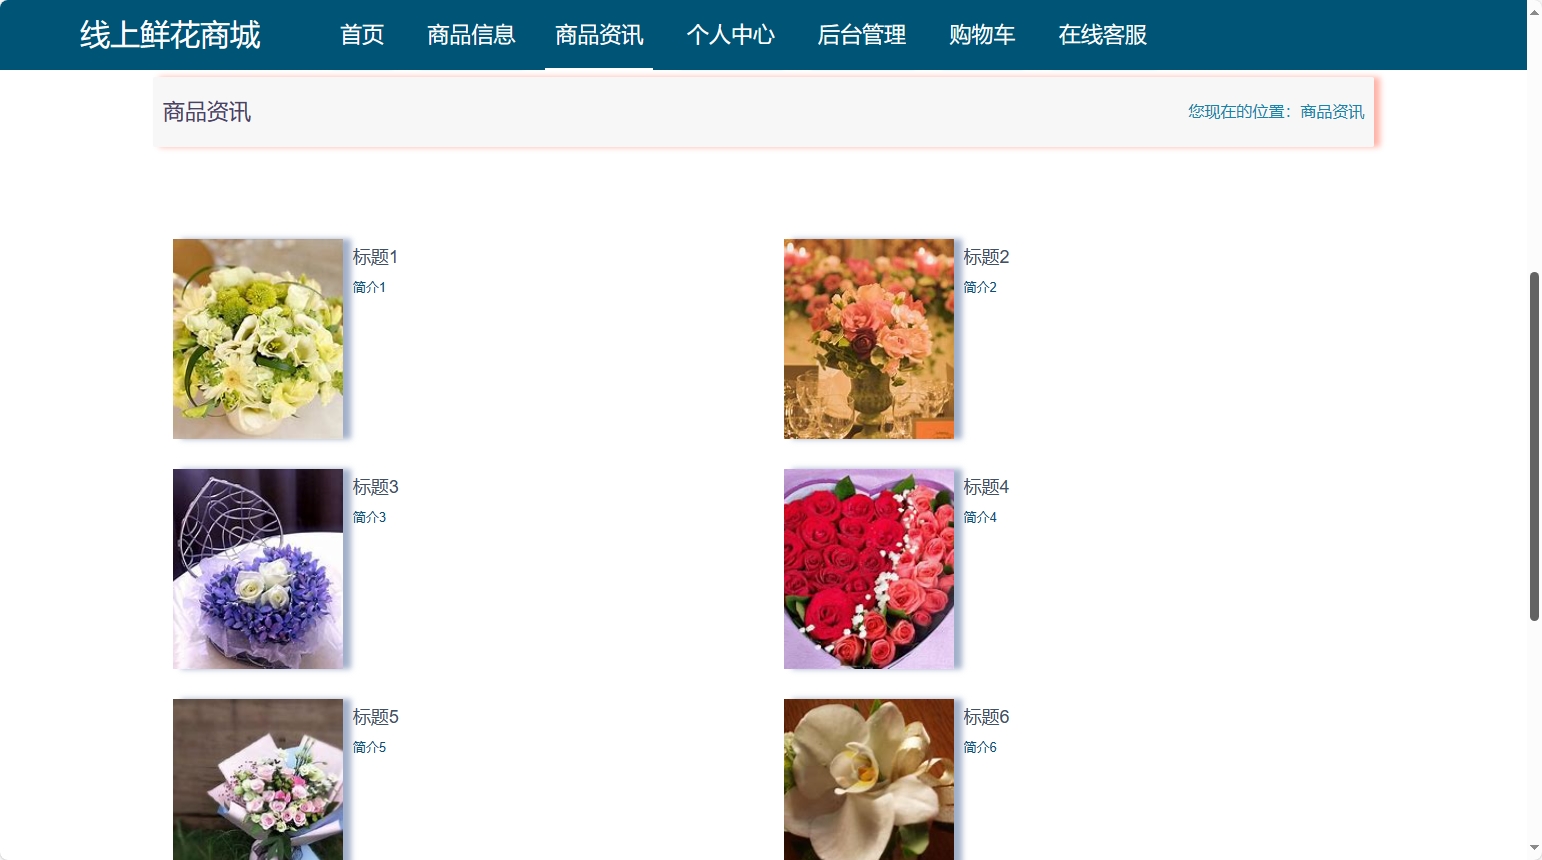 线上鲜花商城 首页 商品信息 商品资讯 个人中心 后台管理 购物车 在线客服
商品资讯 您现在的位置：商品资讯
标题1
简介1
标题2
简介2
标题3
简介3
标题4
简介4
标题5
简介5
标题6
简介6